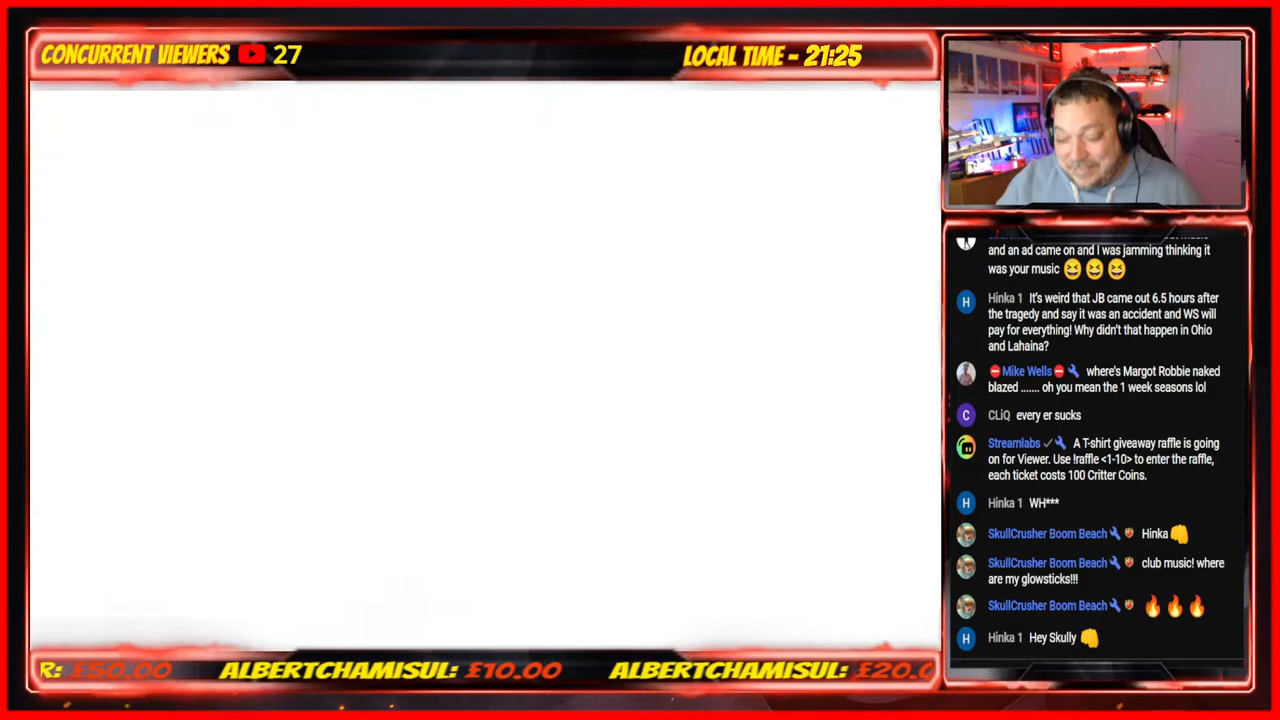 CONCURRENT VIEWERS 27
LOCAL TIME - 21:25
and an ad came on and I was jamming thinking it
was your music 😆😆😆
H Hinka 1 It's weird that JB came out 6.5 hours after
the tragedy and say it was an accident and WS will
pay for everything! Why didn't that happen in Ohio
and Lahaina?
⛔Mike Wells⛔ where's Margot Robbie naked
blazed ....... oh you mean the 1 week seasons lol
C CLiQ every er sucks
Streamlabs A T-shirt giveaway raffle is going
on for Viewer. Use !raffle <1-10> to enter the raffle,
each ticket costs 100 Critter Coins.
H Hinka 1 WH***
SkullCrusher Boom Beach Hinka 👊
SkullCrusher Boom Beach club music! where
are my glowsticks!!!
SkullCrusher Boom Beach 🔥🔥🔥
H Hinka 1 Hey Skully 👊
R: £50.00 ALBERTCHAMISUL: £10.00 ALBERTCHAMISUL: £20.0